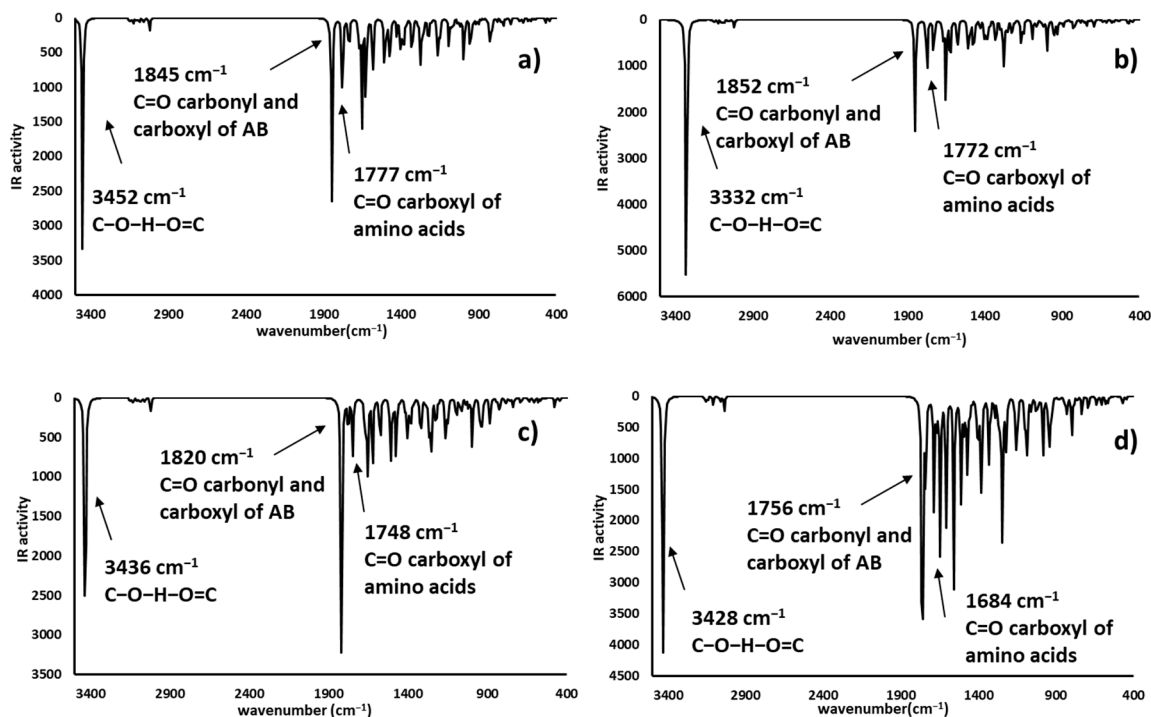 a)
0
500
1000
1500
2000
2500
3000
3500
4000
IR activity
1845 cm⁻¹
C=O carbonyl and
carboxyl of AB
3452 cm⁻¹
C−O−H−O=C
1777 cm⁻¹
C=O carboxyl of
amino acids
3400 2900 2400 1900 1400 900 400
wavenumber(cm⁻¹)
b)
0
1000
2000
3000
4000
5000
6000
IR activity
1852 cm⁻¹
C=O carbonyl and
carboxyl of AB
3332 cm⁻¹
C−O−H−O=C
1772 cm⁻¹
C=O carboxyl of
amino acids
3400 2900 2400 1900 1400 900 400
wavenumber (cm⁻¹)
c)
0
500
1000
1500
2000
2500
3000
3500
IR activity
1820 cm⁻¹
C=O carbonyl and
carboxyl of AB
3436 cm⁻¹
C−O−H−O=C
1748 cm⁻¹
C=O carboxyl of
amino acids
3400 2900 2400 1900 1400 900 400
wavenumber(cm⁻¹)
d)
0
500
1000
1500
2000
2500
3000
3500
4000
4500
IR activity
1756 cm⁻¹
C=O carbonyl and
carboxyl of AB
3428 cm⁻¹
C−O−H−O=C
1684 cm⁻¹
C=O carboxyl of
amino acids
3400 2900 2400 1900 1400 900 400
wavenumber(cm⁻¹)